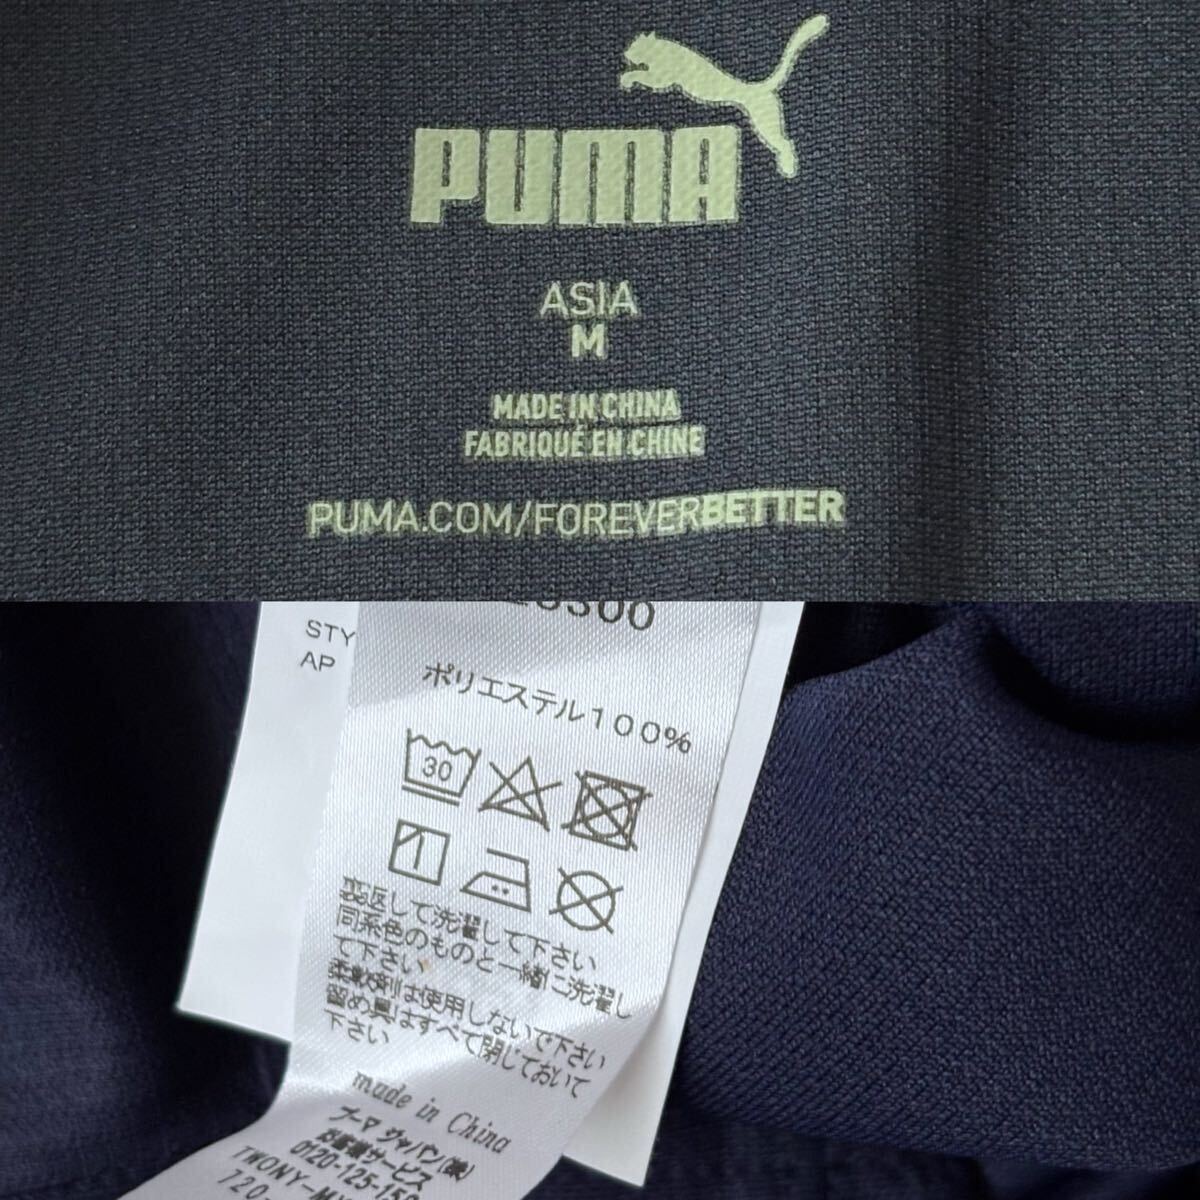 PUMA
ASIA
M
MADE IN CHINA
FABRIQUÉ EN CHINE
PUMA.COM/FOREVERBETTER
STY
AP
ポリエステル100%
30
裏返して洗濯して下さい
同系色のものと一緒に洗濯し
て下さい
柔軟剤は使用しないで下さい
留め具はすべて閉じておいて
下さい
made in China
プーマ ジャパン(株)
お客様サービス
0120-125-150
TWONY-MY
720-